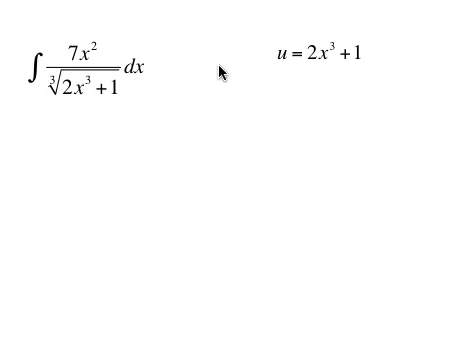 ∫ 7x² / ∛(2x³ + 1) dx
u = 2x³ + 1